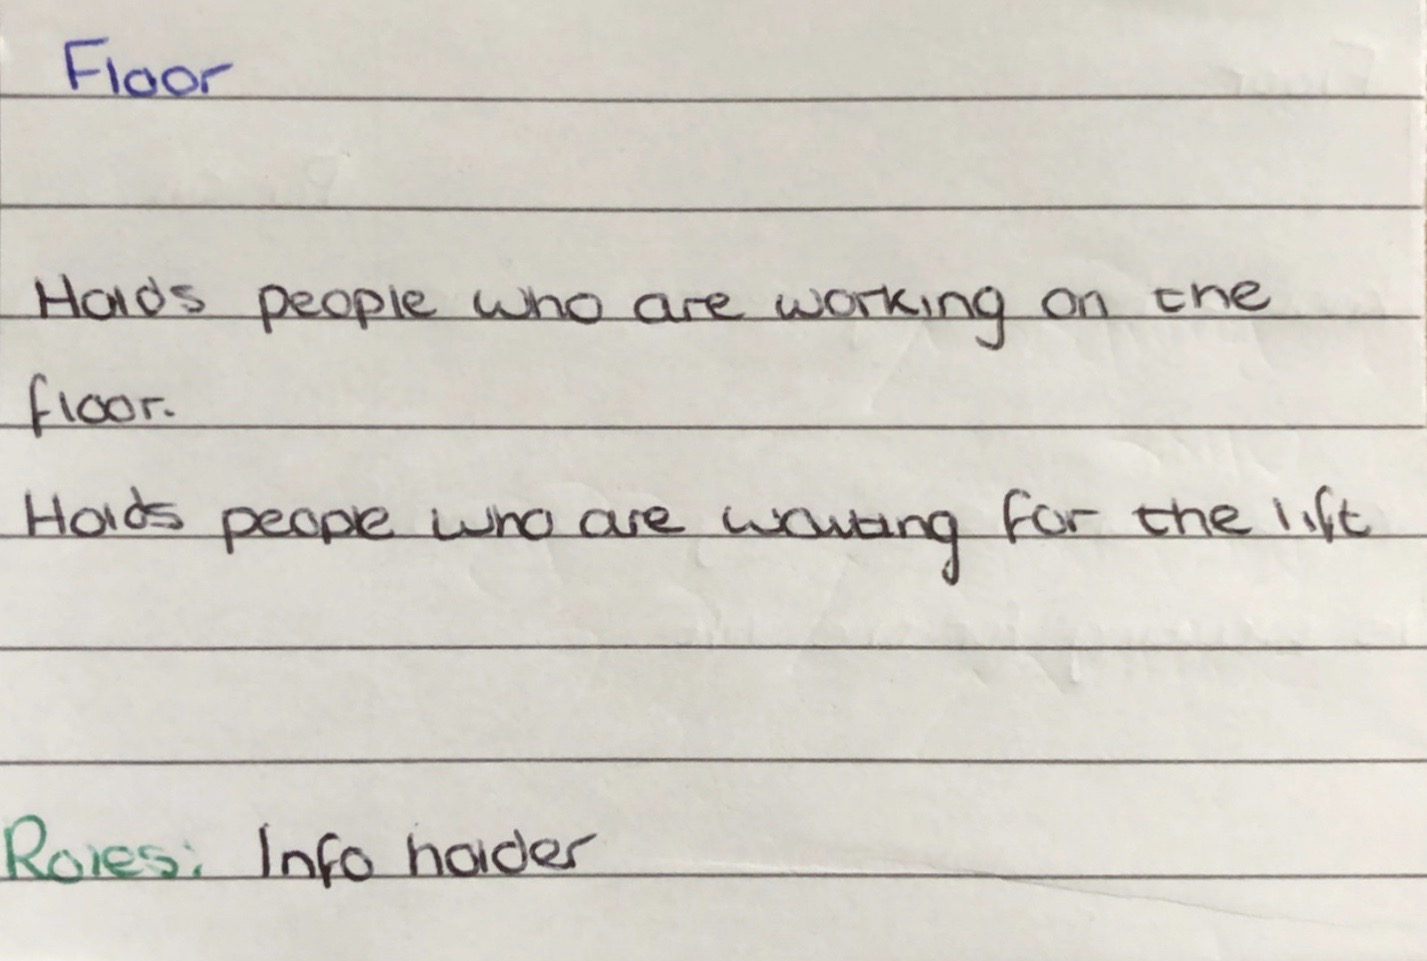 Floor
Holds people who are working on the
floor.
Holds people who are waiting for the lift
Roles: Info holder